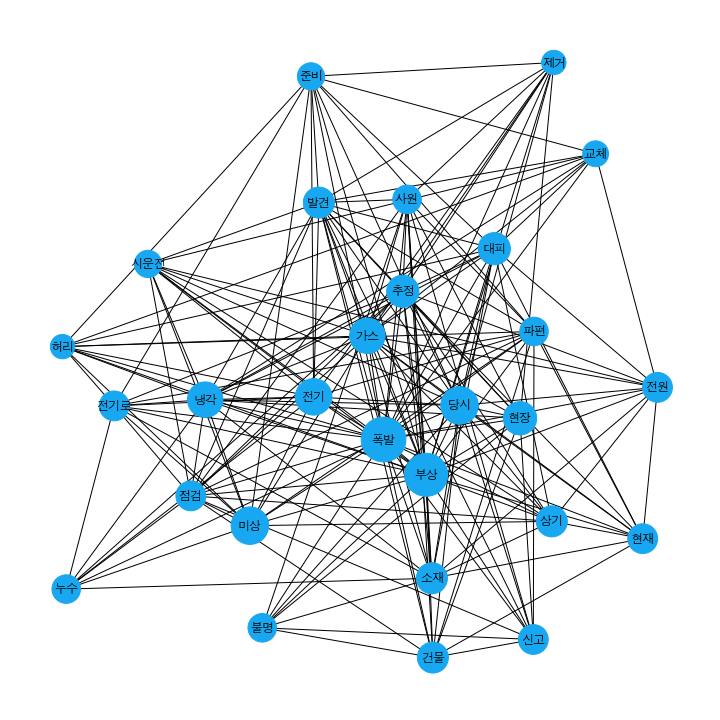 제거
준비
교체
사원
발견
대피
시운전
추정
파편
가스
허리
전원
전기
냉각
당시
전기로
현장
폭발
부상
점검
상기
미상
현재
소재
누수
불명
신고
건물